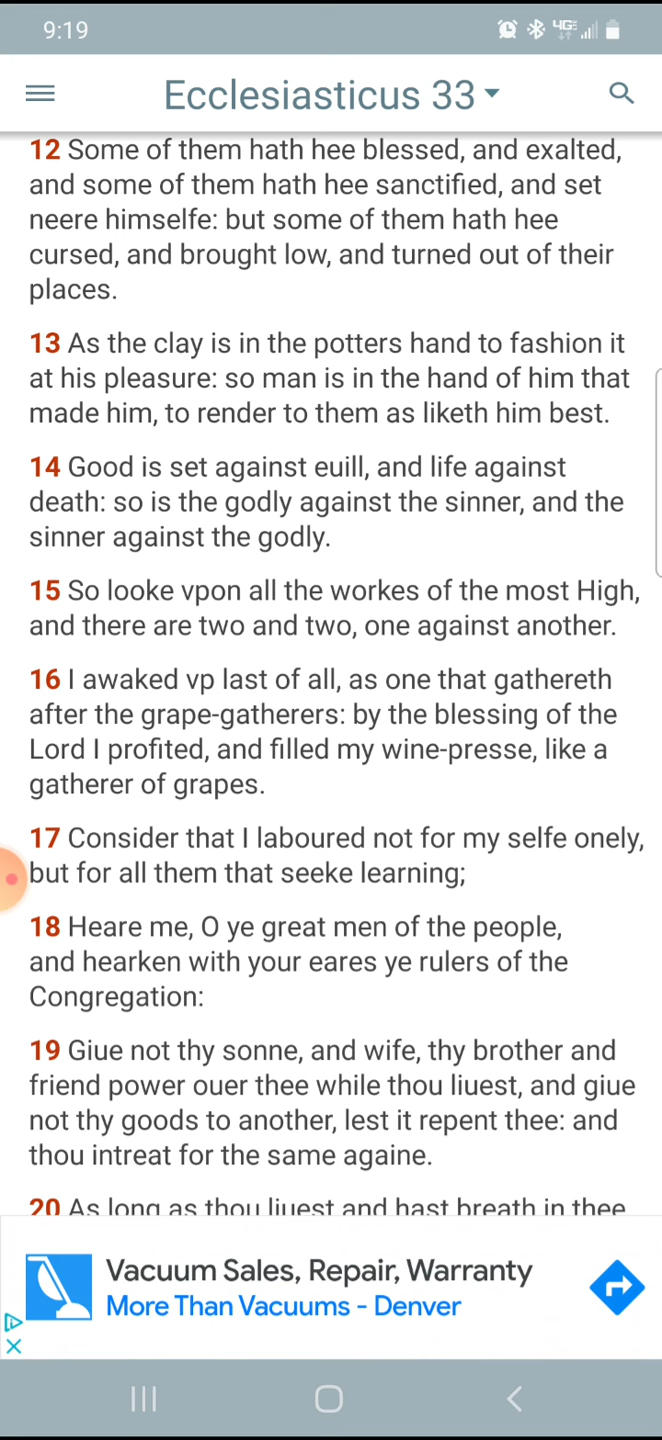 9:19
4GE
Ecclesiasticus 33
12 Some of them hath hee blessed, and exalted,
and some of them hath hee sanctified, and set
neere himselfe: but some of them hath hee
cursed, and brought low, and turned out of their
places.
13 As the clay is in the potters hand to fashion it
at his pleasure: so man is in the hand of him that
made him, to render to them as liketh him best.
14 Good is set against euill, and life against
death: so is the godly against the sinner, and the
sinner against the godly.
15 So looke vpon all the workes of the most High,
and there are two and two, one against another.
16 I awaked vp last of all, as one that gathereth
after the grape-gatherers: by the blessing of the
Lord I profited, and filled my wine-presse, like a
gatherer of grapes.
17 Consider that I laboured not for my selfe onely,
but for all them that seeke learning;
18 Heare me, O ye great men of the people,
and hearken with your eares ye rulers of the
Congregation:
19 Giue not thy sonne, and wife, thy brother and
friend power ouer thee while thou liuest, and giue
not thy goods to another, lest it repent thee: and
thou intreat for the same againe.
20 As long as thou liuest and hast breath in thee
Vacuum Sales, Repair, Warranty
More Than Vacuums - Denver